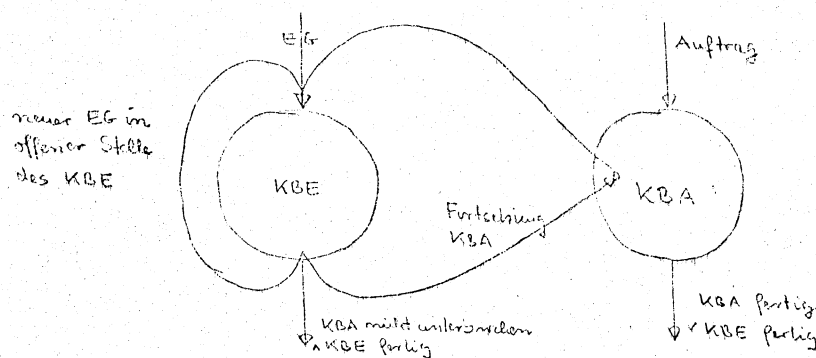 EG
Auftrag
neuer EG in
offener Stelle
des KBE
KBE
KBA
Fortsetzung
KBA
KBA nicht unterbrochen
∧ KBE fertig
KBA fertig
∨ KBE fertig